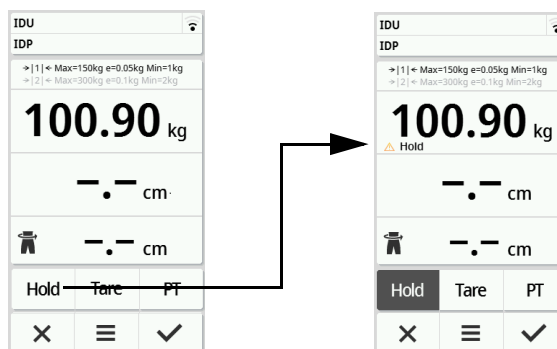 IDU
IDP
→|1|← Max=150kg e=0.05kg Min=1kg
→|2|← Max=300kg e=0.1kg Min=2kg
100.90 kg
–.– cm
–.– cm
Hold Tare PT
IDU
IDP
→|1|← Max=150kg e=0.05kg Min=1kg
→|2|← Max=300kg e=0.1kg Min=2kg
100.90 kg
Hold
–.– cm
–.– cm
Hold Tare PT